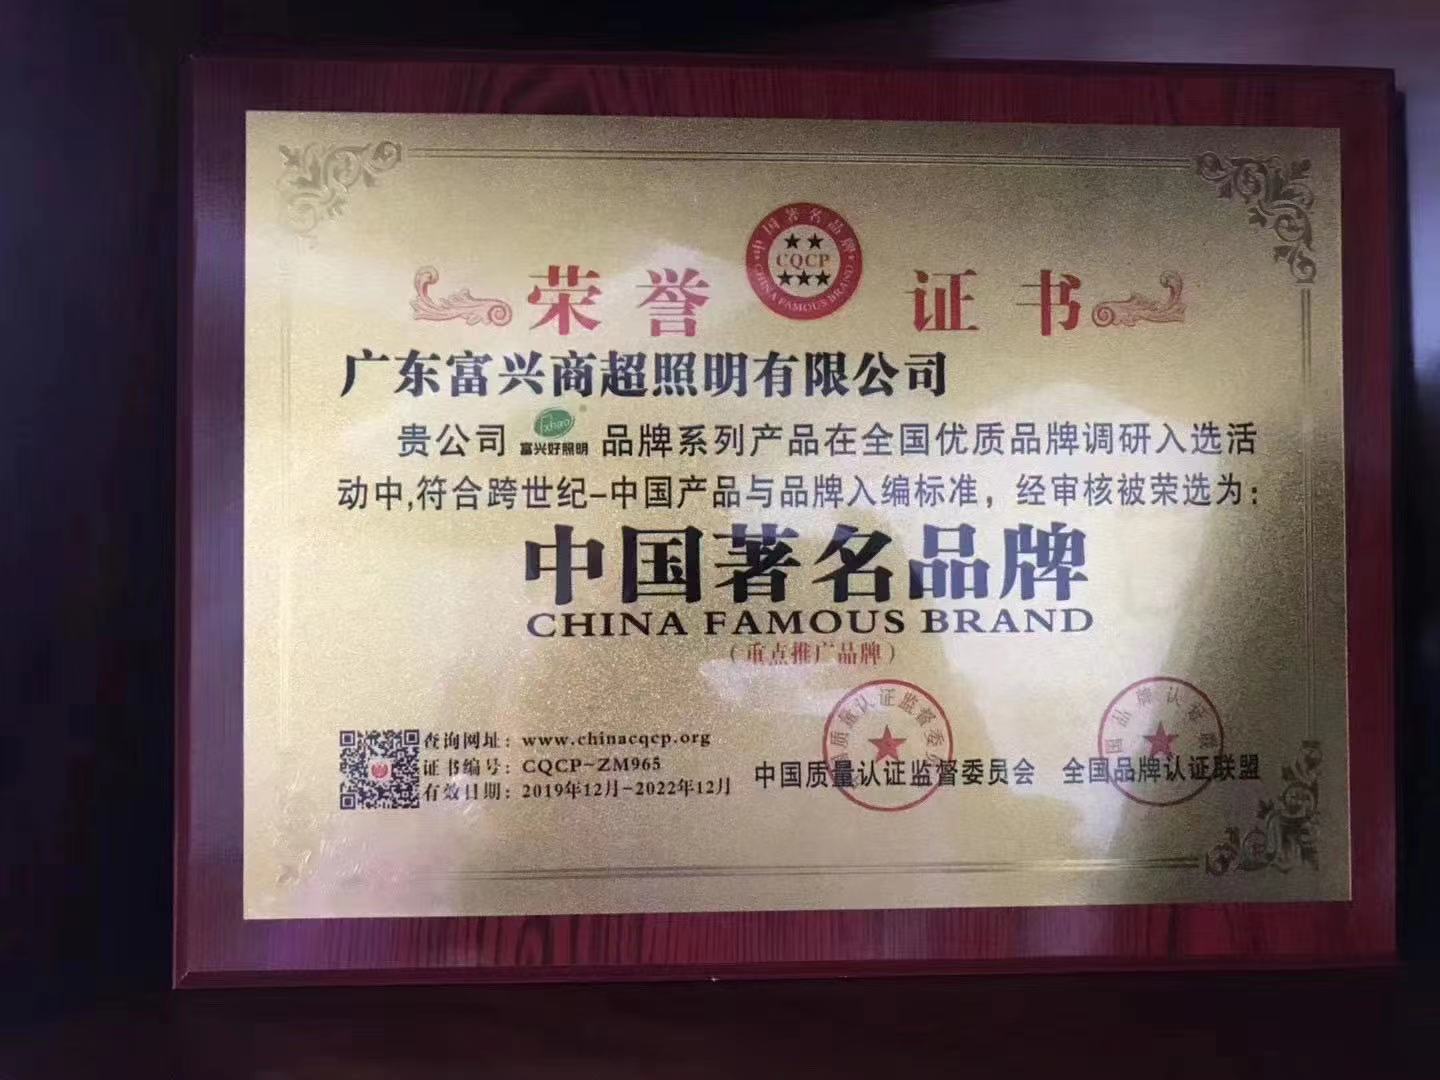 中国著名品牌
CQCP
CHINA FAMOUS BRAND
荣誉证书
广东富兴商超照明有限公司
贵公司 fxhao® 富兴好照明 品牌系列产品在全国优质品牌调研入选活
动中,符合跨世纪-中国产品与品牌入编标准，经审核被荣选为：
中国著名品牌
CHINA FAMOUS BRAND
（重点推广品牌）
查询网址：www.chinacqcp.org
证书编号：CQCP-ZM965
有效日期：2019年12月-2022年12月
中国质量认证监督委员会 全国品牌认证联盟